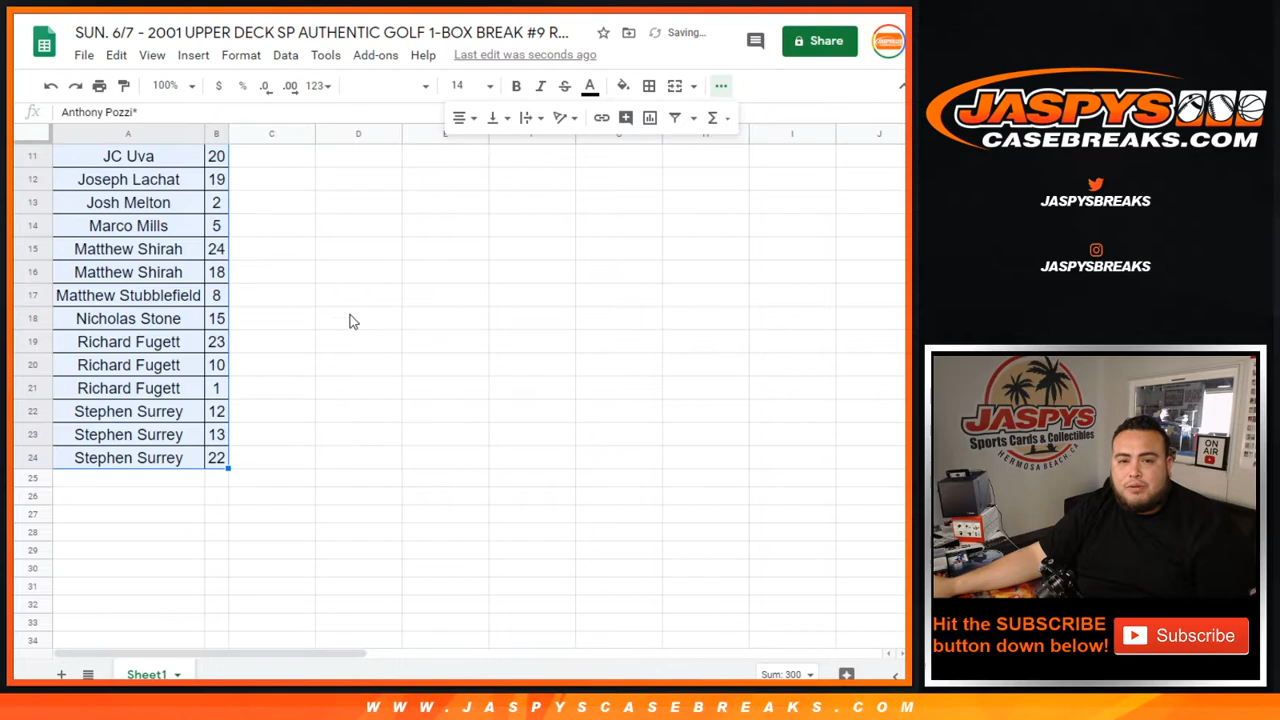 SUN. 6/7 - 2001 UPPER DECK SP AUTHENTIC GOLF 1-BOX BREAK #9 R...
Saving...
Share
File Edit View Insert Format Data Tools Add-ons Help Last edit was seconds ago
100% $ % .0 .00 123 14 B I S A
fx Anthony Pozzi*
A B C D E F G H I J
11 JC Uva 20
12 Joseph Lachat 19
13 Josh Melton 2
14 Marco Mills 5
15 Matthew Shirah 24
16 Matthew Shirah 18
17 Matthew Stubblefield 8
18 Nicholas Stone 15
19 Richard Fugett 23
20 Richard Fugett 10
21 Richard Fugett 1
22 Stephen Surrey 12
23 Stephen Surrey 13
24 Stephen Surrey 22
25
26
27
28
29
30
31
32
33
34
Sheet1
Sum: 300
JASPYS
CASEBREAKS.COM
JASPYSBREAKS
JASPYSBREAKS
JASPYS
Sports Cards & Collectibles
HERMOSA BEACH, CA
ON
AIR
Hit the SUBSCRIBE
button down below!
Subscribe
WWW.JASPYSCASEBREAKS.COM